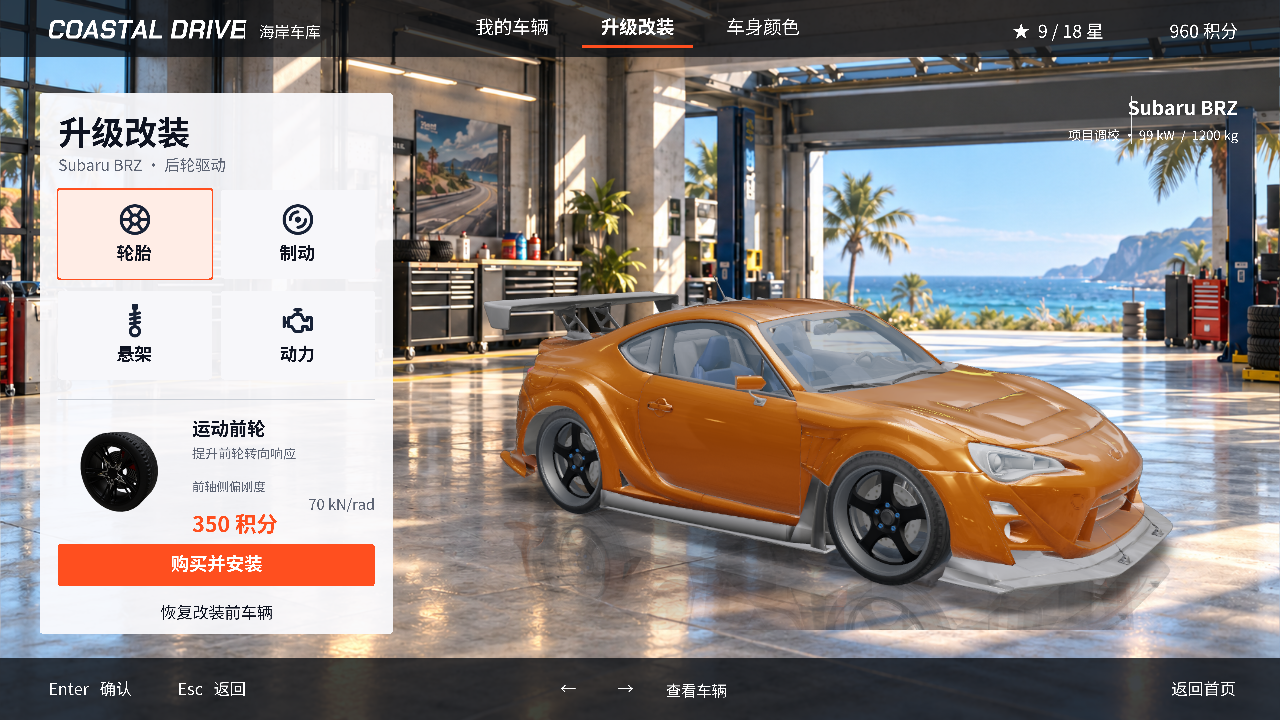 COASTAL DRIVE 海岸车库
我的车辆 升级改装 车身颜色
★ 9 / 18 星 960 积分
Subaru BRZ
项目调校 · 99 kW / 1200 kg
升级改装
Subaru BRZ · 后轮驱动
轮胎 制动
悬架 动力
运动前轮
提升前轮转向响应
前轴侧偏刚度
70 kN/rad
350 积分
购买并安装
恢复改装前车辆
Enter 确认 Esc 返回 ← → 查看车辆 返回首页